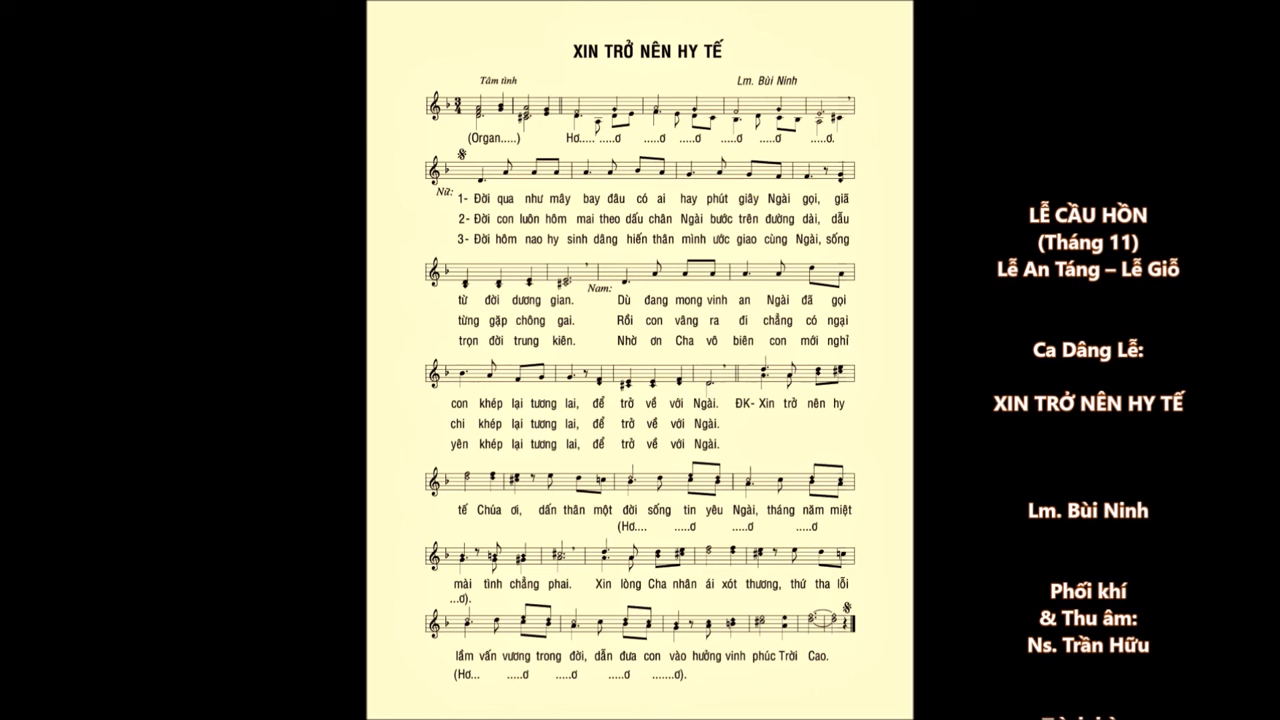 XIN TRỞ NÊN HY TẾ
Tâm tình
Lm. Bùi Ninh
(Organ.....) Hơ..... .....ơ .....ơ .....ơ .....ơ .....ơ .....ơ.
Nữ:
1- Đời qua như mây bay đâu có ai hay phút giây Ngài gọi, giã
2- Đời con luôn hôm mai theo dấu chân Ngài bước trên đường dài, dẫu
3- Đời hôm nao hy sinh dâng hiến thân mình ước giao cùng Ngài, sống
Nam:
từ đời dương gian. Dù đang mong vinh an Ngài đã gọi
từng gặp chông gai. Rồi con vâng ra đi chẳng có ngại
trọn đời trung kiên. Nhờ ơn Cha vô biên con mới nghỉ
con khép lại tương lai, để trở về với Ngài. ĐK- Xin trở nên hy
chi khép lại tương lai, để trở về với Ngài.
yên khép lại tương lai, để trở về với Ngài.
tế Chúa ơi, dấn thân một đời sống tin yêu Ngài, tháng năm miệt
(Hơ.... .....ơ .....ơ .....ơ
mài tình chẳng phai. Xin lòng Cha nhân ái xót thương, thứ tha lỗi
...ơ).
lầm vấn vương trong đời, dẫn đưa con vào hưởng vinh phúc Trời Cao.
(Hơ... .....ơ .....ơ .....ơ .......ơ).
LỄ CẦU HỒN
(Tháng 11)
Lễ An Táng – Lễ Giỗ
Ca Dâng Lễ:
XIN TRỞ NÊN HY TẾ
Lm. Bùi Ninh
Phối khí
& Thu âm:
Ns. Trần Hữu